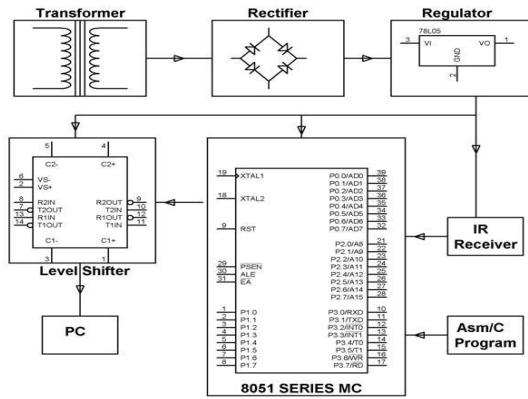 Transformer
Rectifier
Regulator
78L05
3 VI VO 1
GND
2
5 4
C2- C2+
6 VS-
2 VS+
8 R2IN R2OUT 9
7 T2OUT T2IN 10
13 R1IN R1OUT 12
14 T1OUT T1IN 11
C1- C1+
3 1
Level Shifter
PC
19 XTAL1
18 XTAL2
9 RST
29 PSEN
30 ALE
31 EA
1 P1.0
2 P1.1
3 P1.2
4 P1.3
5 P1.4
6 P1.5
7 P1.6
8 P1.7
P0.0/AD0 39
P0.1/AD1 38
P0.2/AD2 37
P0.3/AD3 36
P0.4/AD4 35
P0.5/AD5 34
P0.6/AD6 33
P0.7/AD7 32
P2.0/A8 21
P2.1/A9 22
P2.2/A10 23
P2.3/A11 24
P2.4/A12 25
P2.5/A13 26
P2.6/A14 27
P2.7/A15 28
P3.0/RXD 10
P3.1/TXD 11
P3.2/INT0 12
P3.3/INT1 13
P3.4/T0 14
P3.5/T1 15
P3.6/WR 16
P3.7/RD 17
8051 SERIES MC
IR
Receiver
Asm/C
Program